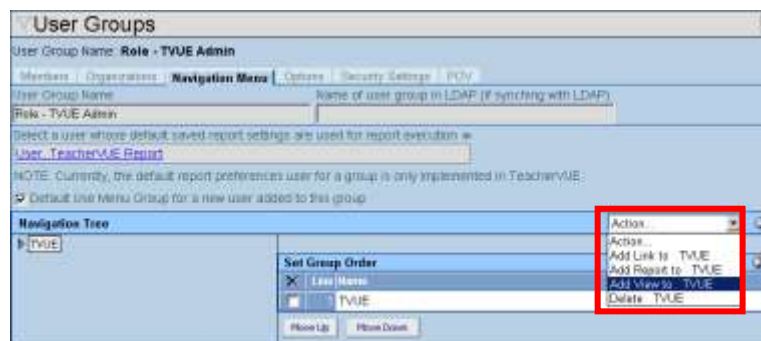 User Groups
User Group Name: Role - TVUE Admin
Members Organizations Navigation Menu Options Security Settings POV
User Group Name Name of user group in LDAP (if synching with LDAP)
Role - TVUE Admin
Select a user whose default saved report settings are used for report execution
User, TeacherVUE Report
NOTE: Currently, the default report preferences user for a group is only implemented in TeacherVUE
Default Use Menu Group for a new user added to this group
Navigation Tree Action...
TVUE
Action...
Add Link to TVUE
Add Report to TVUE
Add View to TVUE
Delete TVUE
Set Group Order
X Line Name
TVUE
Move Up Move Down